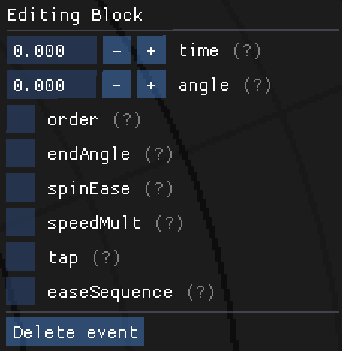 Editing Block
0.000 - + time (?)
0.000 - + angle (?)
order (?)
endAngle (?)
spinEase (?)
speedMult (?)
tap (?)
easeSequence (?)
Delete event